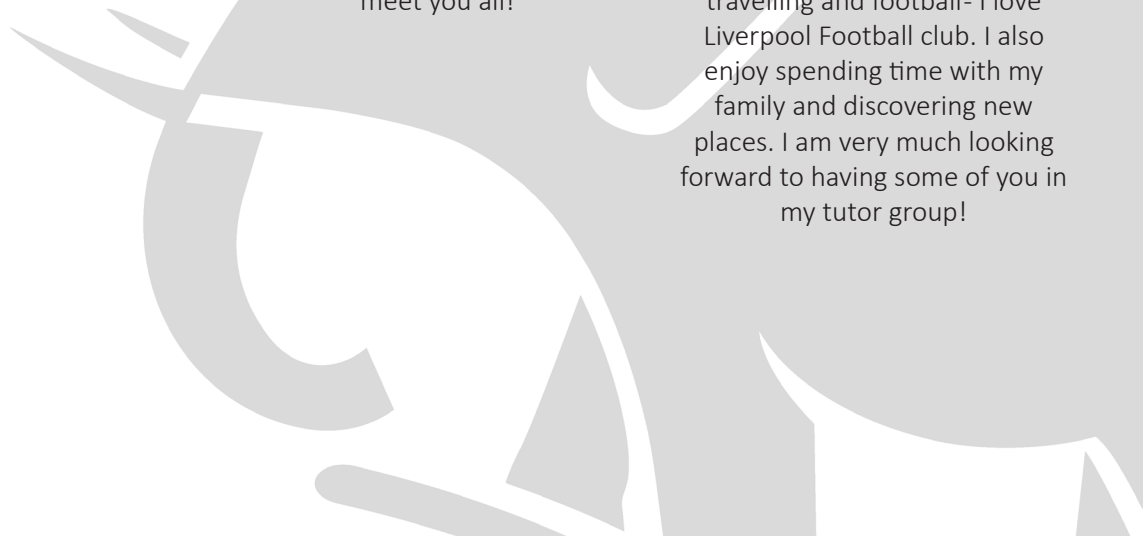 meet you all!
travelling and football- I love
Liverpool Football club. I also
enjoy spending time with my
family and discovering new
places. I am very much looking
forward to having some of you in
my tutor group!